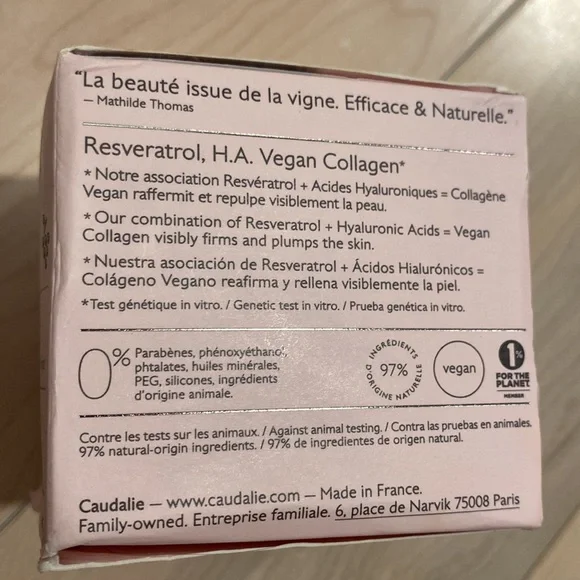 “La beauté issue de la vigne. Efficace & Naturelle.”
— Mathilde Thomas
Resveratrol, H.A. Vegan Collagen*
* Notre association Resvératrol + Acides Hyaluroniques = Collagène
Vegan raffermit et repulpe visiblement la peau.
* Our combination of Resveratrol + Hyaluronic Acids = Vegan
Collagen visibly firms and plumps the skin.
* Nuestra asociación de Resveratrol + Ácidos Hialurónicos =
Colágeno Vegano reafirma y rellena visiblemente la piel.
*Test génétique in vitro. / Genetic test in vitro. / Prueba genética in vitro.
0% Parabènes, phénoxyéthanol,
phtalates, huiles minérales,
PEG, silicones, ingrédients
d'origine animale.
INGRÉDIENTS
97%
D'ORIGINE NATURELLE
vegan
1%
FOR THE
PLANET
MEMBER
Contre les tests sur les animaux. / Against animal testing. / Contra las pruebas en animales.
97% natural-origin ingredients. / 97% de ingredientes de origen natural.
Caudalie — www.caudalie.com — Made in France.
Family-owned. Entreprise familiale. 6, place de Narvik 75008 Paris